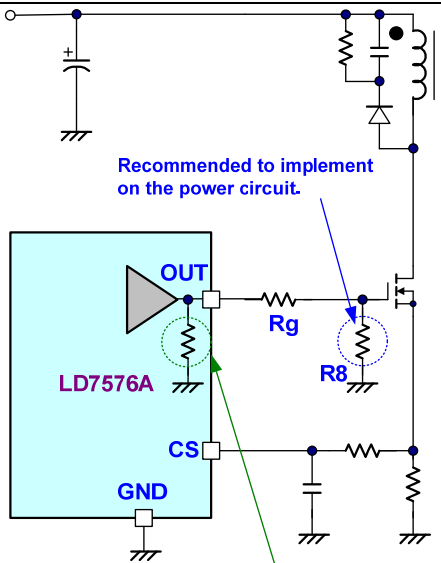 +
Recommended to implement
on the power circuit.
OUT
Rg
R8
LD7576A
CS
GND